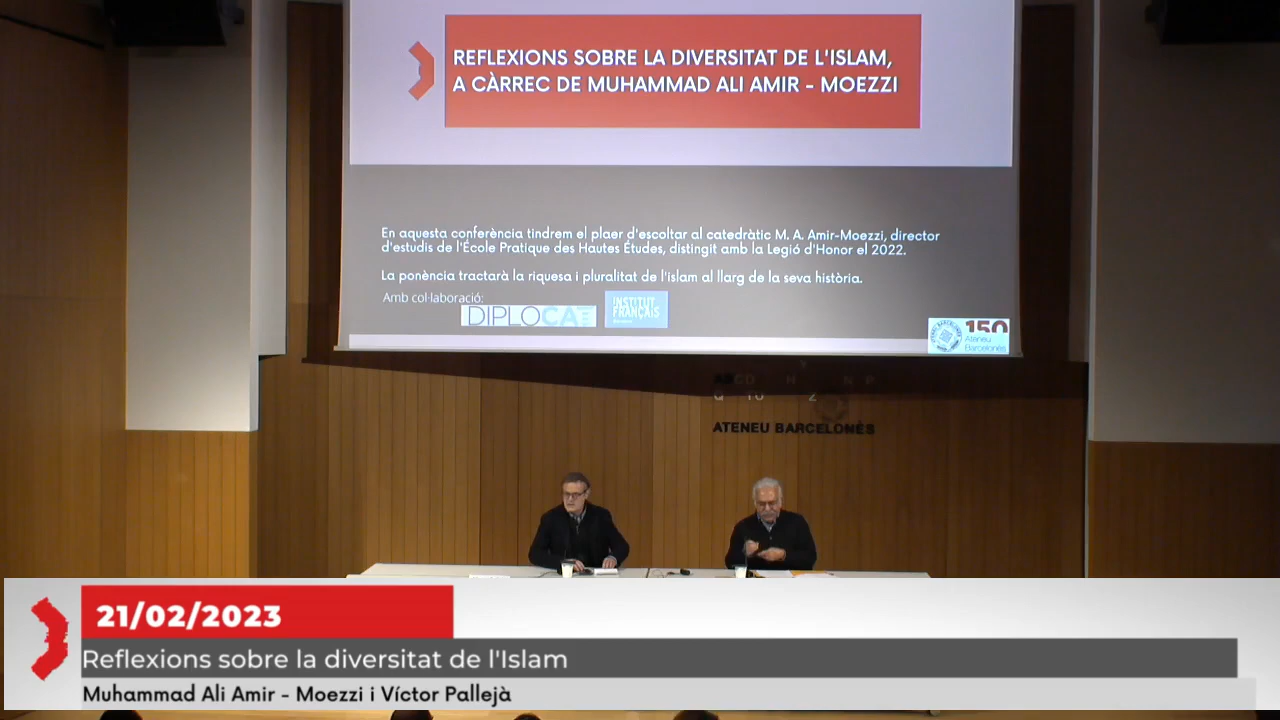 REFLEXIONS SOBRE LA DIVERSITAT DE L'ISLAM,
A CÀRREC DE MUHAMMAD ALI AMIR - MOEZZI
En aquesta conferència tindrem el plaer d'escoltar al catedràtic M. A. Amir-Moezzi, director
d'estudis de l'École Pratique des Hautes Études, distingit amb la Legió d'Honor el 2022.
La ponència tractarà la riquesa i pluralitat de l'islam al llarg de la seva història.
Amb col·laboració:
DIPLOCAT
INSTITUT
FRANÇAIS
150
Ateneu
Barcelonès
ATENEU BARCELONÈS
21/02/2023
Reflexions sobre la diversitat de l'Islam
Muhammad Ali Amir - Moezzi i Víctor Pallejà